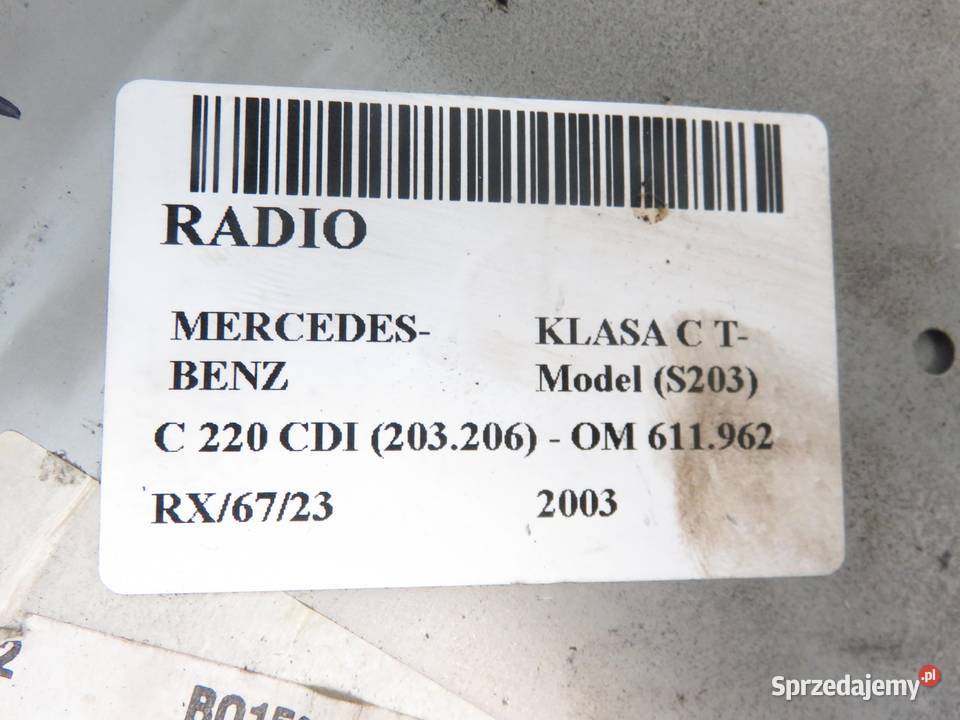 RADIO
MERCEDES-
BENZ
KLASA C T-
Model (S203)
C 220 CDI (203.206) - OM 611.962
RX/67/23
2003
2
Sprzedajemy.pl